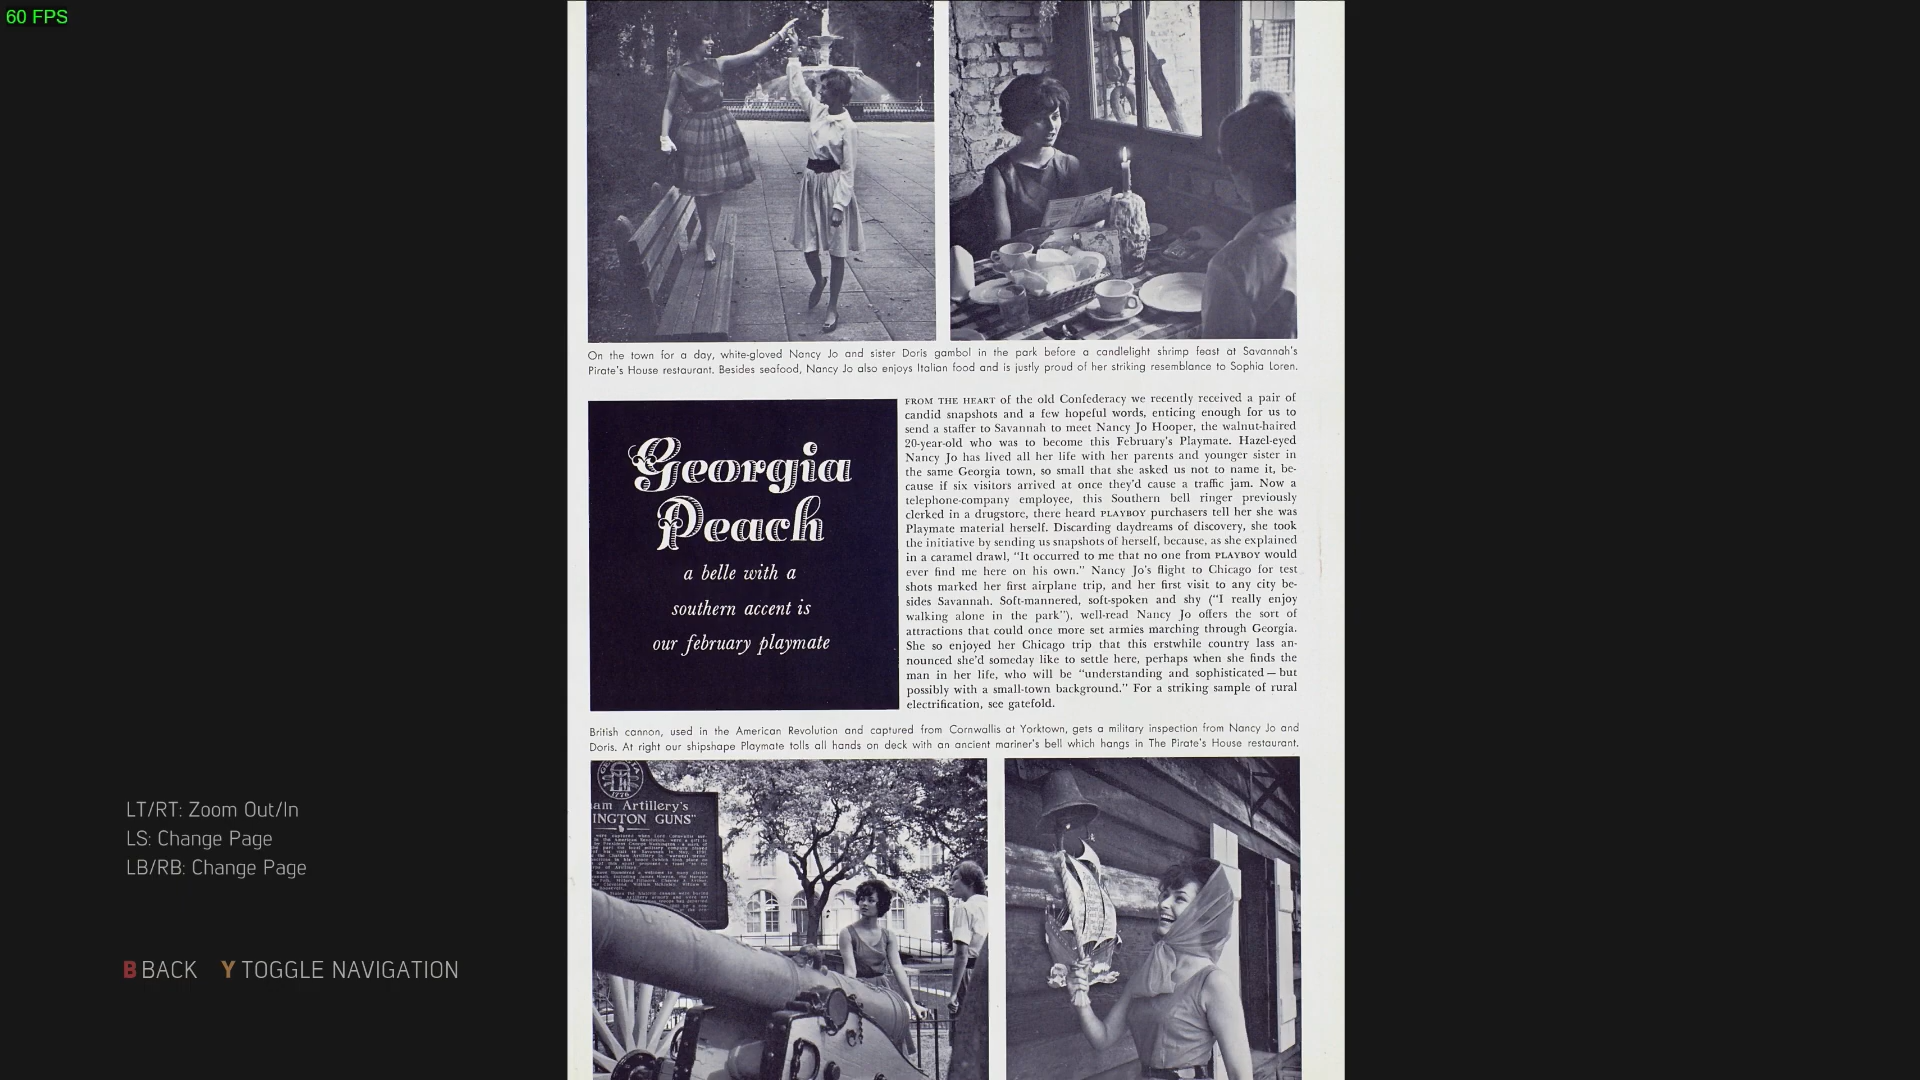 60 FPS
On the town for a day, white-gloved Nancy Jo and sister Doris gambol in the park before a candlelight shrimp feast at Savannah's
Pirate's House restaurant. Besides seafood, Nancy Jo also enjoys Italian food and is justly proud of her striking resemblance to Sophia Loren.
Georgia
Peach
a belle with a
southern accent is
our february playmate
FROM THE HEART of the old Confederacy we recently received a pair of
candid snapshots and a few hopeful words, enticing enough for us to
send a staffer to Savannah to meet Nancy Jo Hooper, the walnut-haired
20-year-old who was to become this February's Playmate. Hazel-eyed
Nancy Jo has lived all her life with her parents and younger sister in
the same Georgia town, so small that she asked us not to name it, be-
cause if six visitors arrived at once they'd cause a traffic jam. Now a
telephone-company employee, this Southern bell ringer previously
clerked in a drugstore, there heard PLAYBOY purchasers tell her she was
Playmate material herself. Discarding daydreams of discovery, she took
the initiative by sending us snapshots of herself, because, as she explained
in a caramel drawl, "It occurred to me that no one from PLAYBOY would
ever find me here on his own." Nancy Jo's flight to Chicago for test
shots marked her first airplane trip, and her first visit to any city be-
sides Savannah. Soft-mannered, soft-spoken and shy ("I really enjoy
walking alone in the park"), well-read Nancy Jo offers the sort of
attractions that could once more set armies marching through Georgia.
She so enjoyed her Chicago trip that this erstwhile country lass an-
nounced she'd someday like to settle here, perhaps when she finds the
man in her life, who will be "understanding and sophisticated — but
possibly with a small-town background." For a striking sample of rural
electrification, see gatefold.
British cannon, used in the American Revolution and captured from Cornwallis at Yorktown, gets a military inspection from Nancy Jo and
Doris. At right our shipshape Playmate tolls all hands on deck with an ancient mariner's bell which hangs in The Pirate's House restaurant.
1776
am Artillery's
INGTON GUNS"
LT/RT: Zoom Out/In
LS: Change Page
LB/RB: Change Page
B BACK Y TOGGLE NAVIGATION